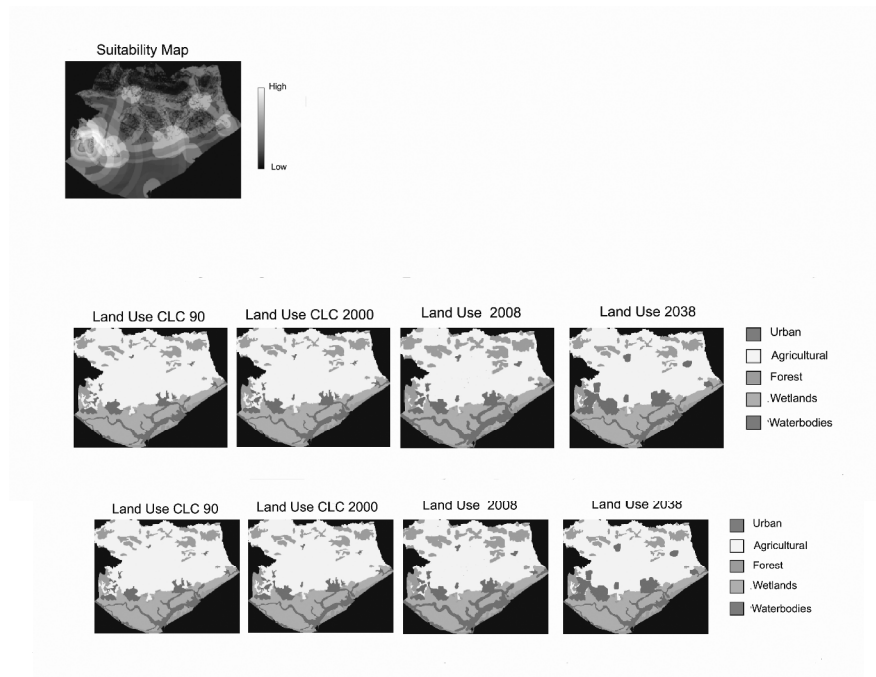 Suitability Map
High
Low
Land Use CLC 90
Land Use CLC 2000
Land Use 2008
Land Use 2038
Urban
Agricultural
Forest
Wetlands
Waterbodies
Land Use CLC 90
Land Use CLC 2000
Land Use 2008
Land Use 2038
Urban
Agricultural
Forest
Wetlands
Waterbodies